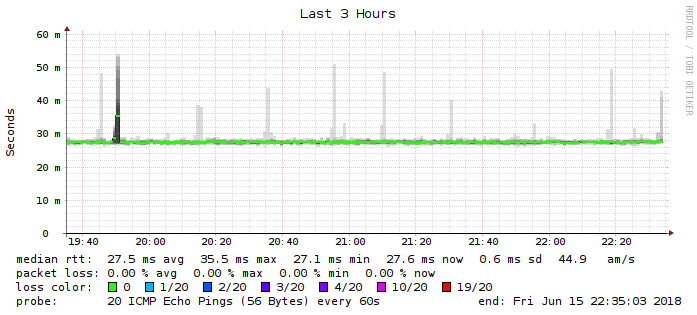 Last 3 Hours
RRDTOOL / TOBI OETIKER
Seconds
60 m
50 m
40 m
30 m
20 m
10 m
0
19:40 20:00 20:20 20:40 21:00 21:20 21:40 22:00 22:20
median rtt: 27.5 ms avg 35.5 ms max 27.1 ms min 27.6 ms now 0.6 ms sd 44.9 am/s
packet loss: 0.00 % avg 0.00 % max 0.00 % min 0.00 % now
loss color: 0 1/20 2/20 3/20 4/20 10/20 19/20
probe: 20 ICMP Echo Pings (56 Bytes) every 60s end: Fri Jun 15 22:35:03 2018